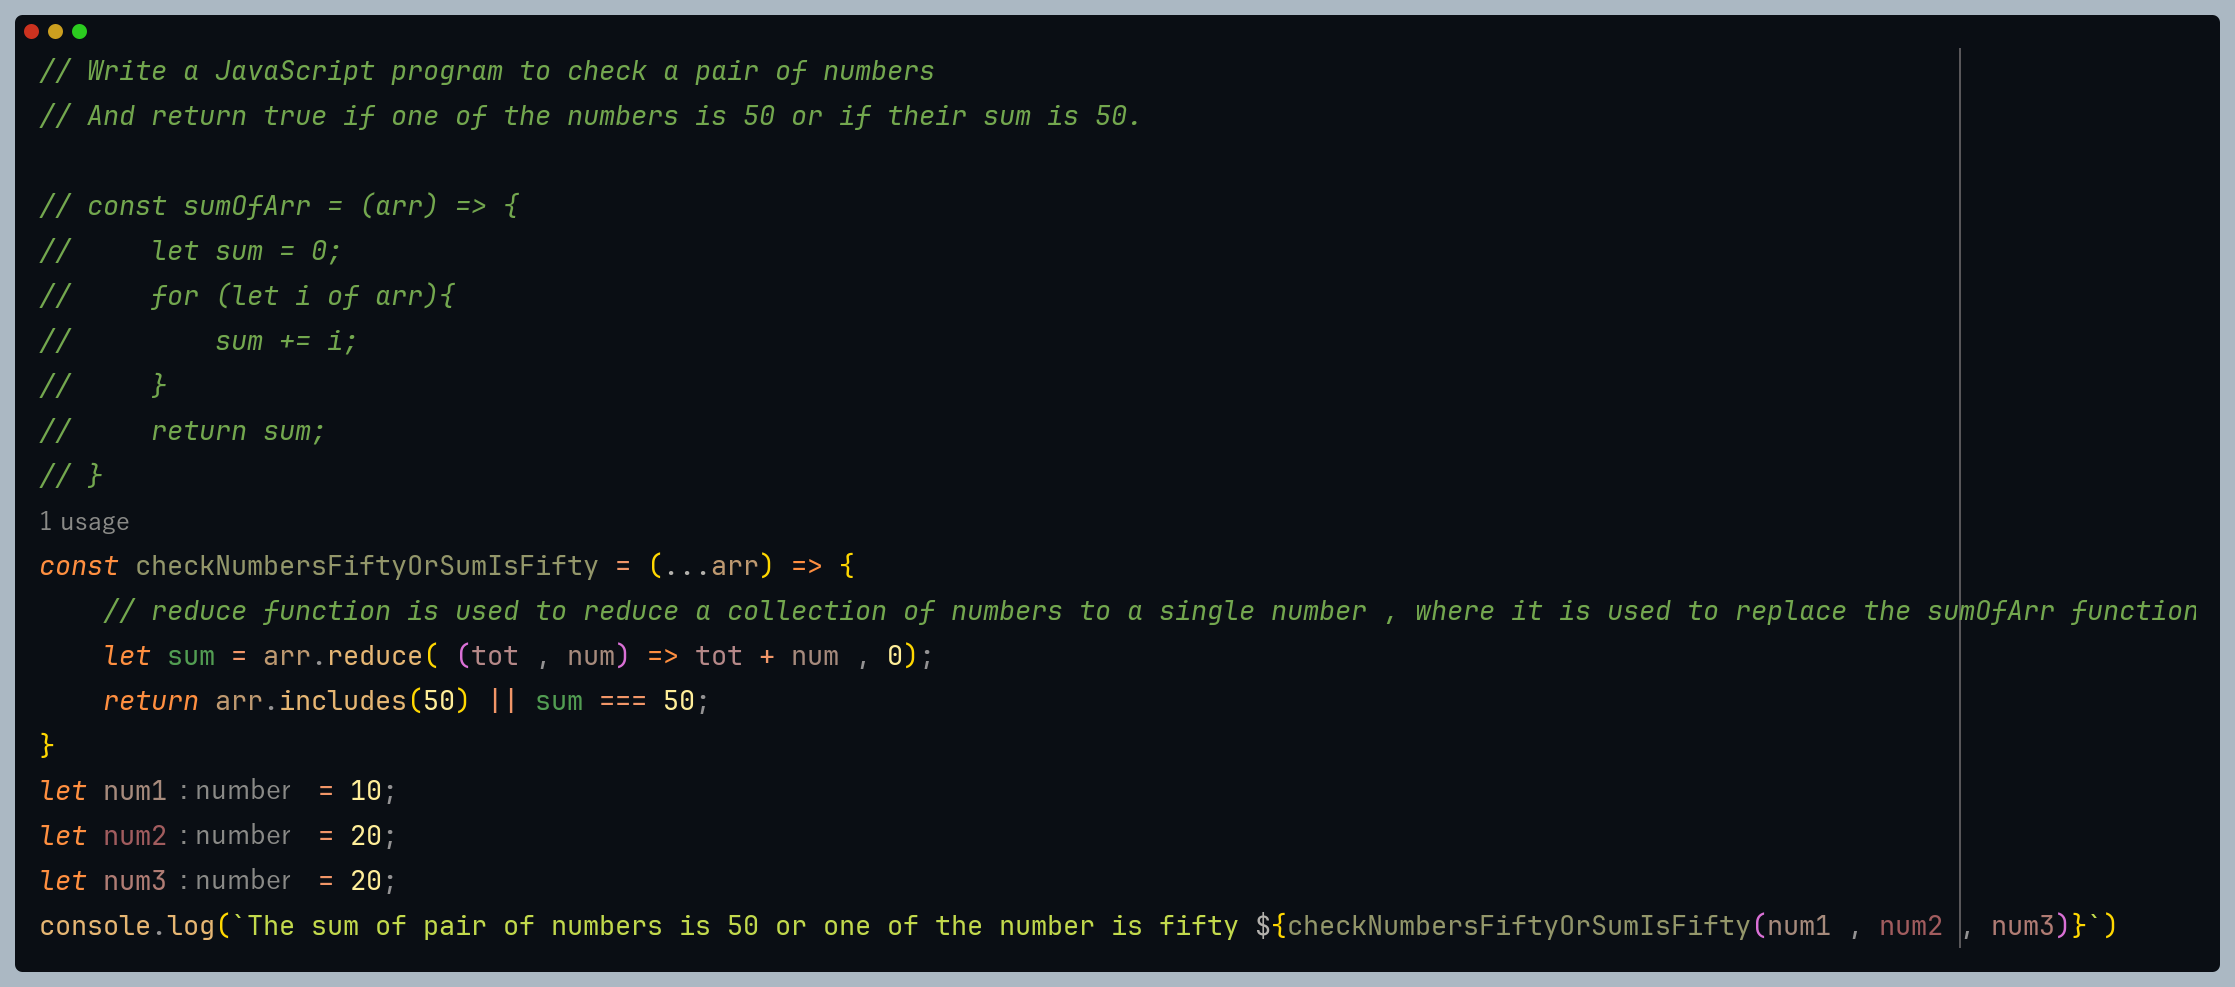 // Write a JavaScript program to check a pair of numbers
// And return true if one of the numbers is 50 or if their sum is 50.
// const sumOfArr = (arr) => {
//     let sum = 0;
//     for (let i of arr){
//         sum += i;
//     }
//     return sum;
// }
1 usage
const checkNumbersFiftyOrSumIsFifty = (...arr) => {
    // reduce function is used to reduce a collection of numbers to a single number , where it is used to replace the sumOfArr function
    let sum = arr.reduce( (tot , num) => tot + num , 0);
    return arr.includes(50) || sum === 50;
}
let num1 : number = 10;
let num2 : number = 20;
let num3 : number = 20;
console.log(`The sum of pair of numbers is 50 or one of the number is fifty ${checkNumbersFiftyOrSumIsFifty(num1 , num2 , num3)}`)